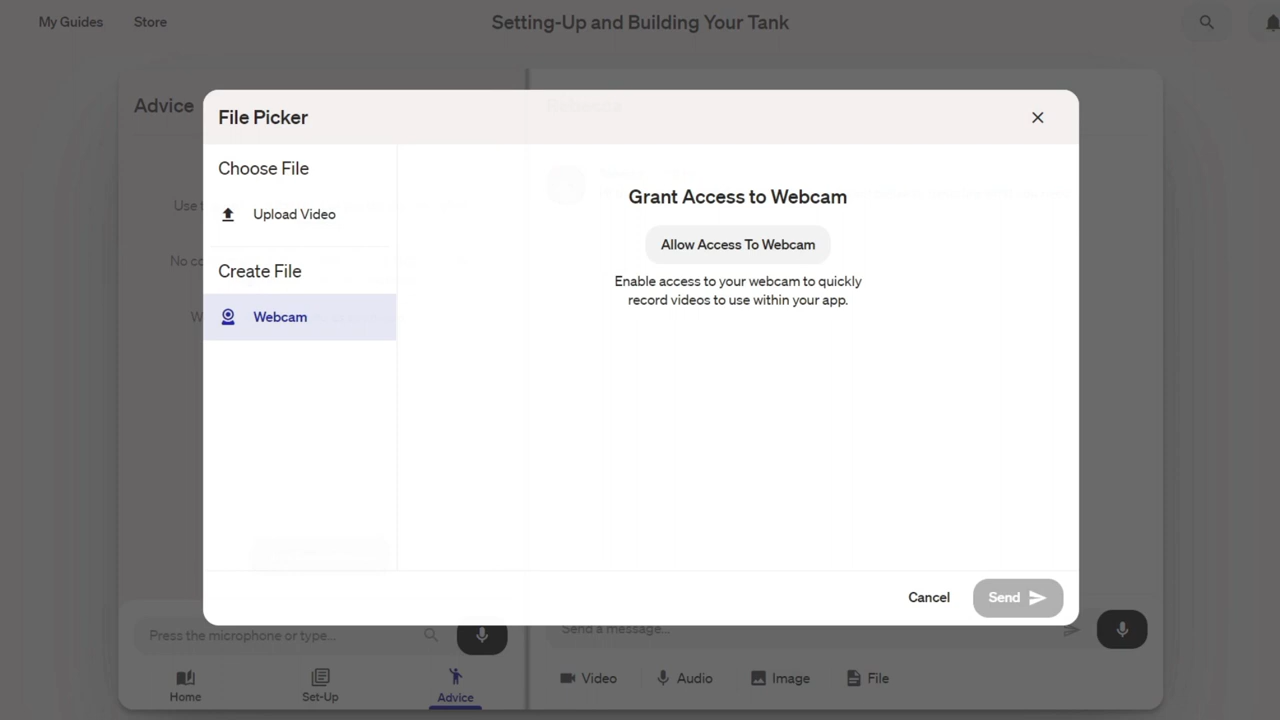 My Guides
Store
Setting-Up and Building Your Tank
Advice
File Picker
Choose File
Upload Video
Create File
Webcam
Grant Access to Webcam
Allow Access To Webcam
Enable access to your webcam to quickly
record videos to use within your app.
Cancel
Send
Press the microphone or type...
Send a message...
Home
Set-Up
Advice
Video
Audio
Image
File